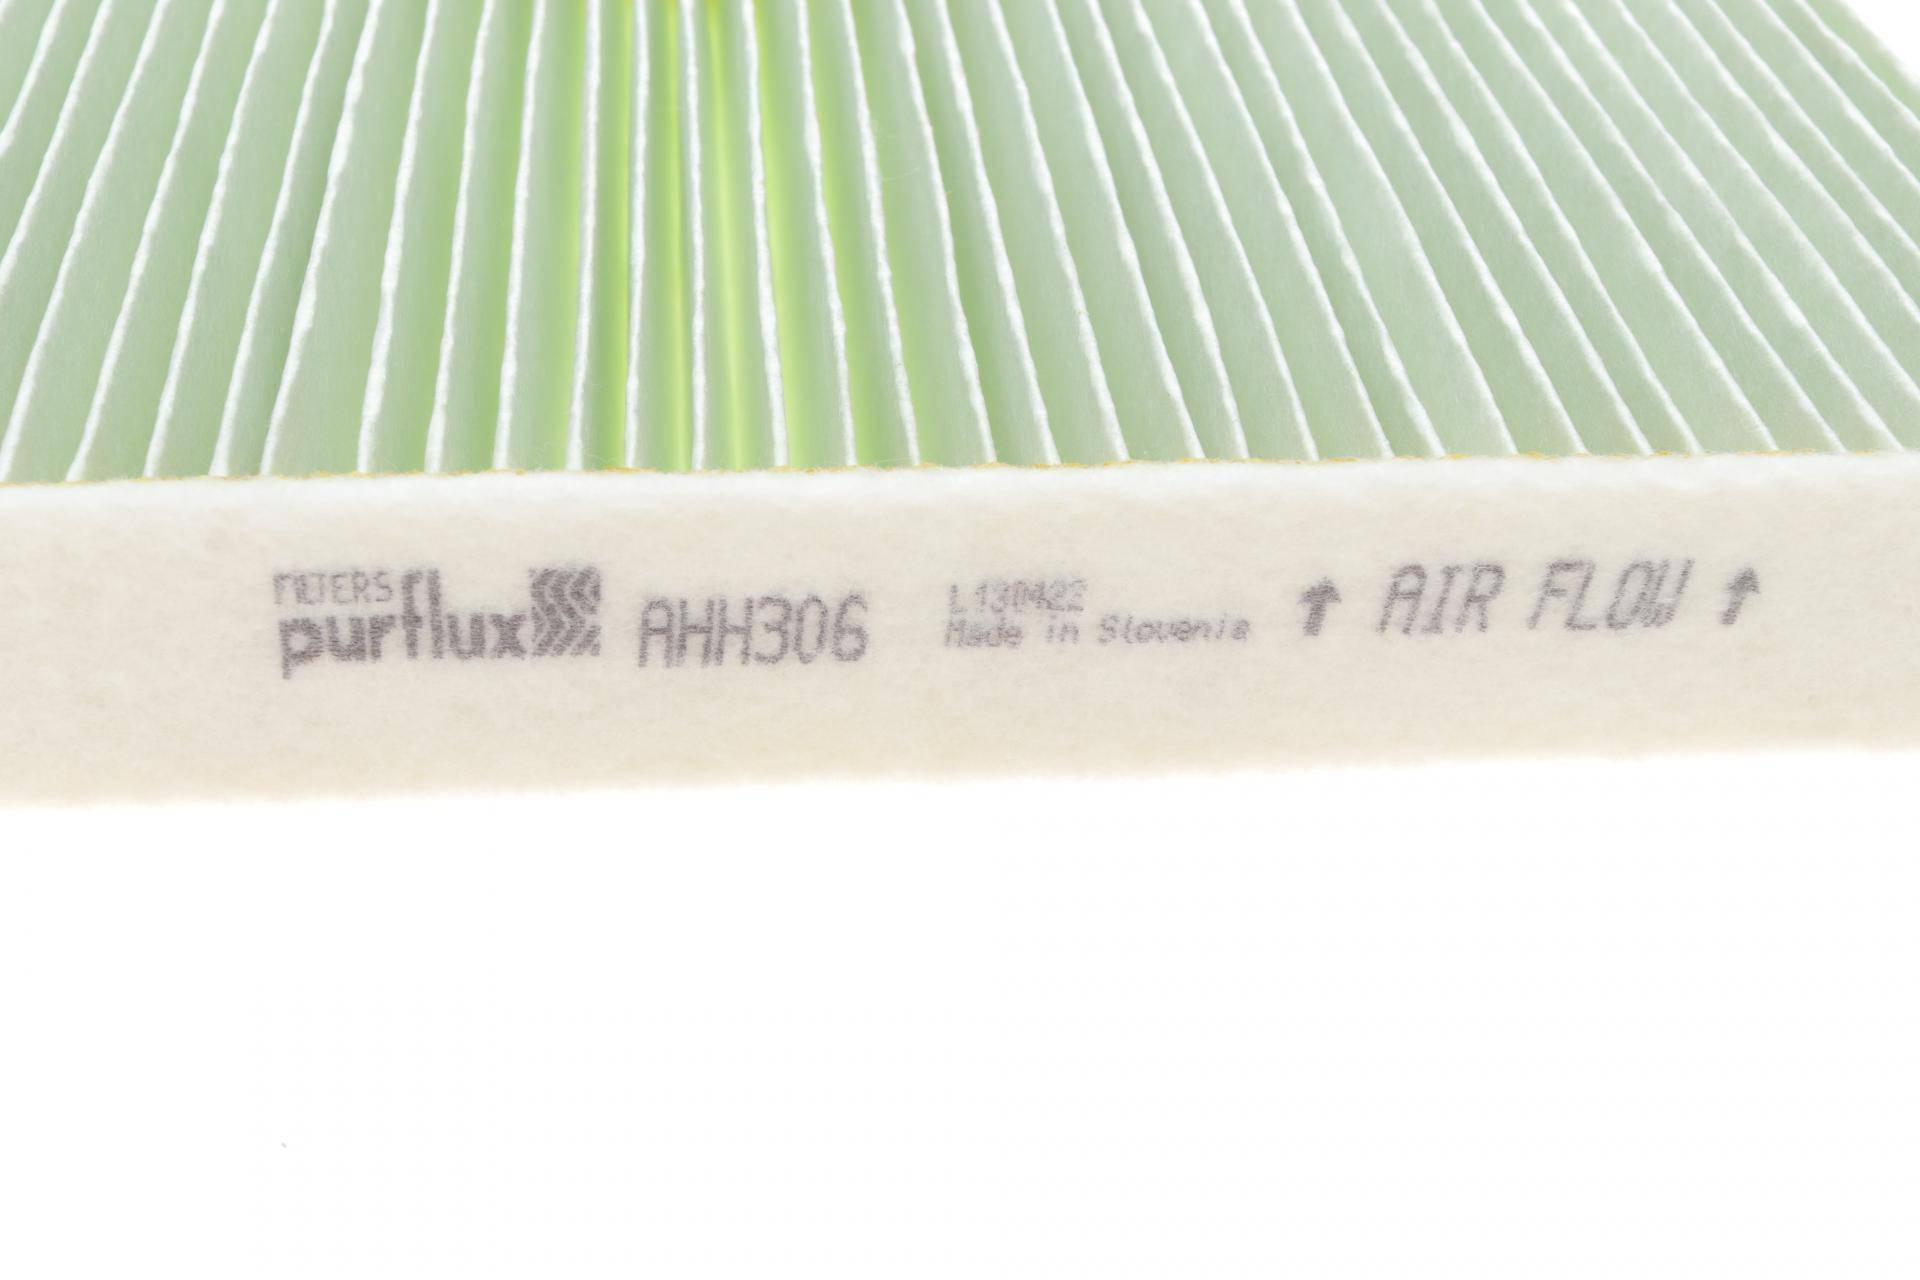 FILTERS
purflux
AHH306
L130422
Made in Slovenia
↑ AIR FLOW ↑